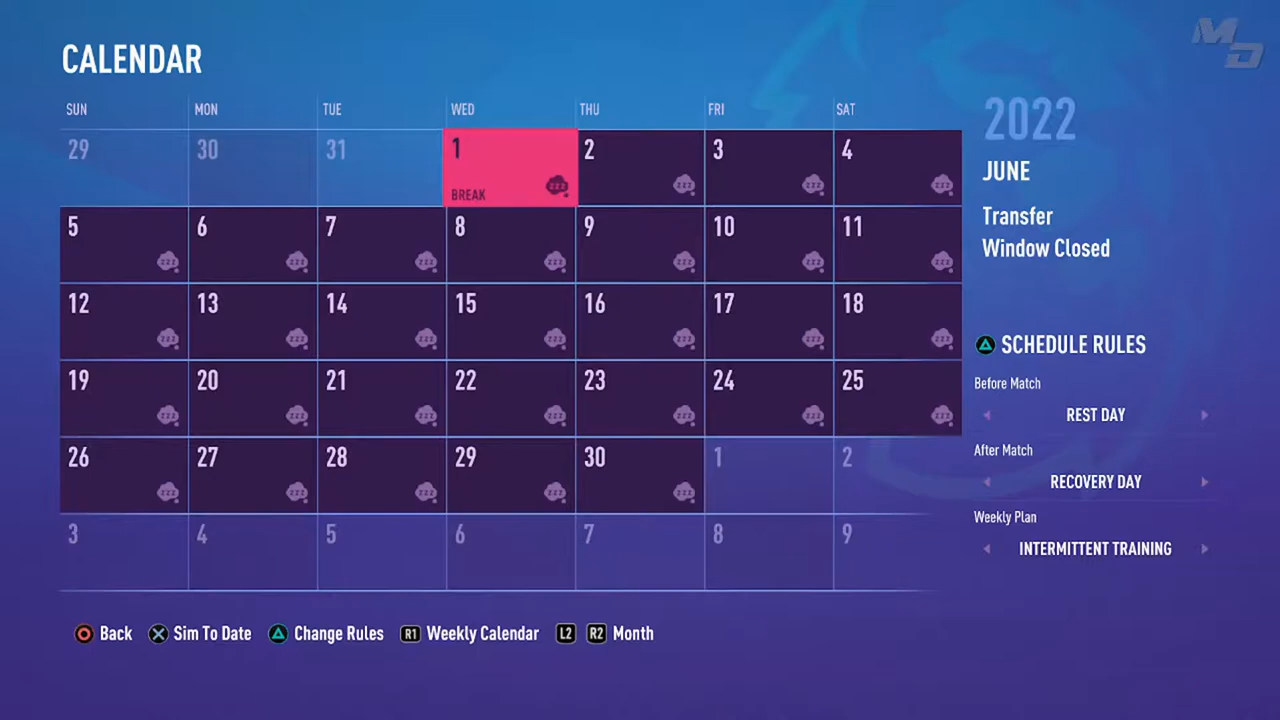 CALENDAR
MD
SUN MON TUE WED THU FRI SAT
29 30 31 1 2 3 4
BREAK
5 6 7 8 9 10 11
12 13 14 15 16 17 18
19 20 21 22 23 24 25
26 27 28 29 30 1 2
3 4 5 6 7 8 9
2022
JUNE
Transfer
Window Closed
SCHEDULE RULES
Before Match
REST DAY
After Match
RECOVERY DAY
Weekly Plan
INTERMITTENT TRAINING
Back Sim To Date Change Rules R1 Weekly Calendar L2 R2 Month